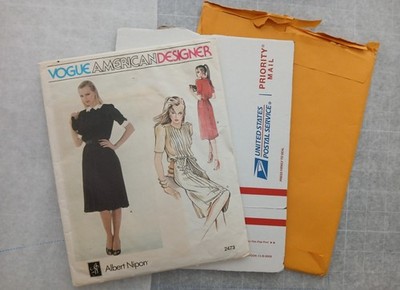 VOGUE AMERICAN DESIGNER
Albert Nipon
2473
PRIORITY
MAIL
UNITED STATES
POSTAL SERVICE®